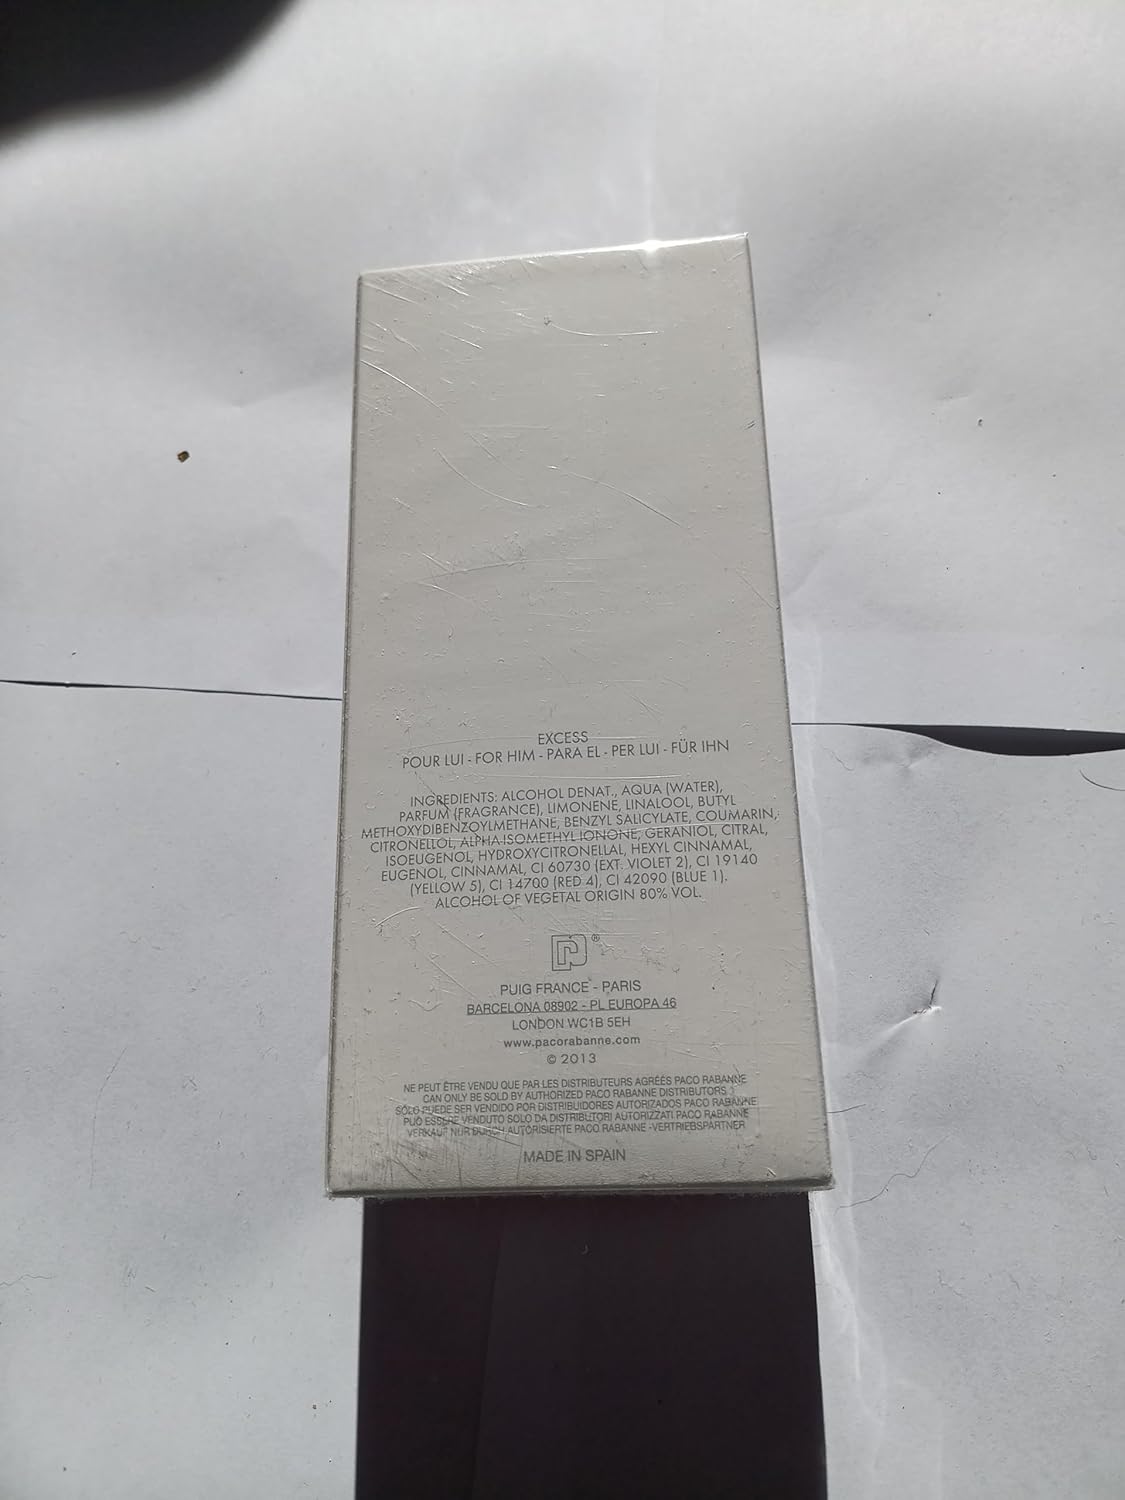 EXCESS
POUR LUI - FOR HIM - PARA EL - PER LUI - FÜR IHN
INGREDIENTS: ALCOHOL DENAT., AQUA (WATER),
PARFUM (FRAGRANCE), LIMONENE, LINALOOL, BUTYL
METHOXYDIBENZOYLMETHANE, BENZYL SALICYLATE, COUMARIN,
CITRONELLOL, ALPHA-ISOMETHYL IONONE, GERANIOL, CITRAL,
ISOEUGENOL, HYDROXYCITRONELLAL, HEXYL CINNAMAL,
EUGENOL, CINNAMAL, CI 60730 (EXT. VIOLET 2), CI 19140
(YELLOW 5), CI 14700 (RED 4), CI 42090 (BLUE 1).
ALCOHOL OF VEGETAL ORIGIN 80% VOL.
®
PUIG FRANCE - PARIS
BARCELONA 08902 - PL EUROPA 46
LONDON WC1B 5EH
www.pacorabanne.com
© 2013
NE PEUT ÊTRE VENDU QUE PAR LES DISTRIBUTEURS AGRÉÉS PACO RABANNE
CAN ONLY BE SOLD BY AUTHORIZED PACO RABANNE DISTRIBUTORS
SÓLO PUEDE SER VENDIDO POR DISTRIBUIDORES AUTORIZADOS PACO RABANNE
PUÒ ESSERE VENDUTO SOLO DA DISTRIBUTORI AUTORIZZATI PACO RABANNE
VERKAUF NUR DURCH AUTORISIERTE PACO RABANNE -VERTRIEBSPARTNER
MADE IN SPAIN